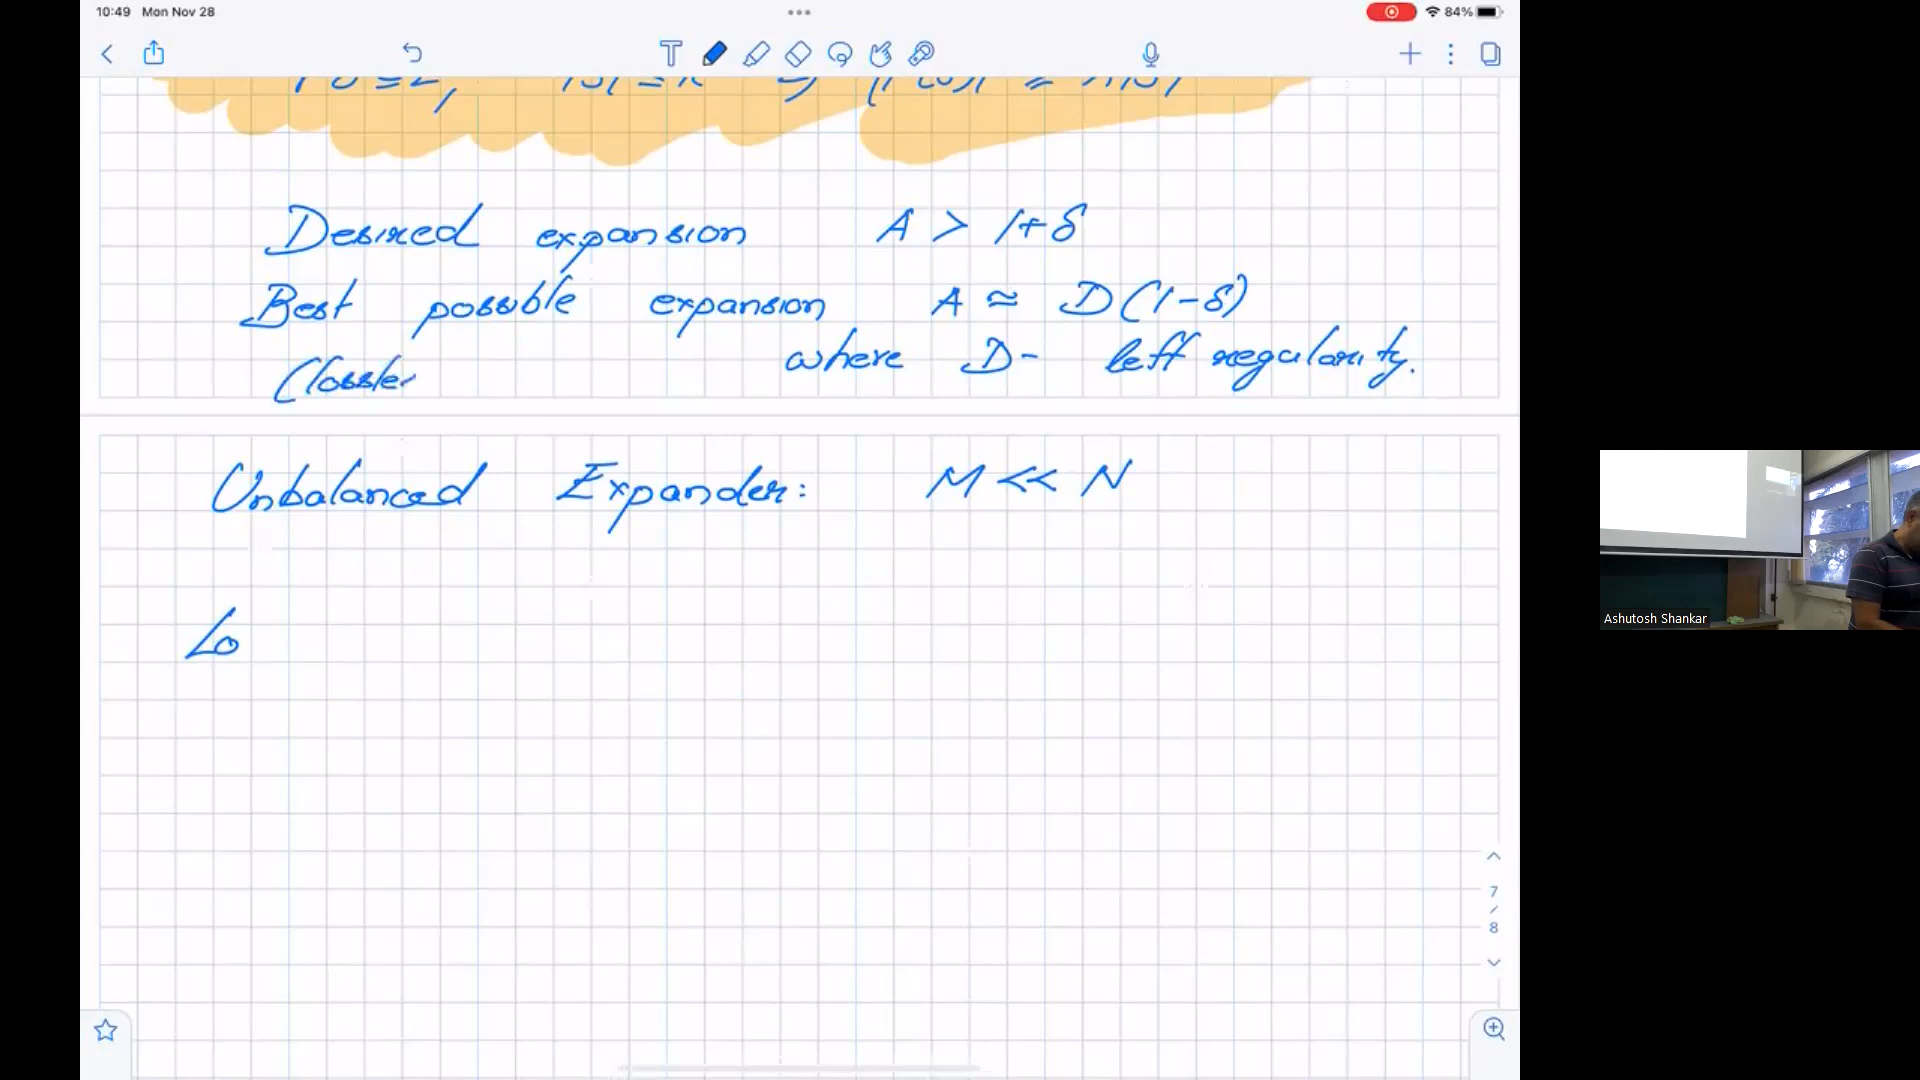 10:49 Mon Nov 28
84%
Desired expansion A > 1+δ
Best possible expansion A ≈ D(1-δ)
where D- left regularity.
Unbalanced Expander: M << N
Lo
7
/
8
Ashutosh Shankar